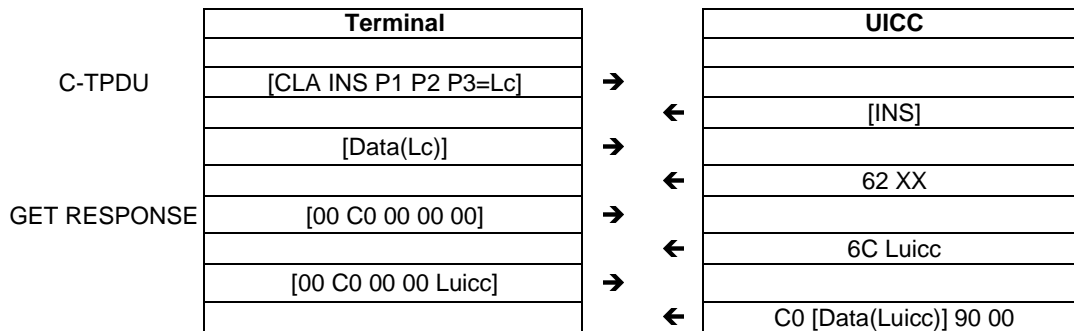 Terminal UICC
C-TPDU [CLA INS P1 P2 P3=Lc] ➔
🡰 [INS]
[Data(Lc)] ➔
🡰 62 XX
GET RESPONSE [00 C0 00 00 00] ➔
🡰 6C Luicc
[00 C0 00 00 Luicc] ➔
🡰 C0 [Data(Luicc)] 90 00